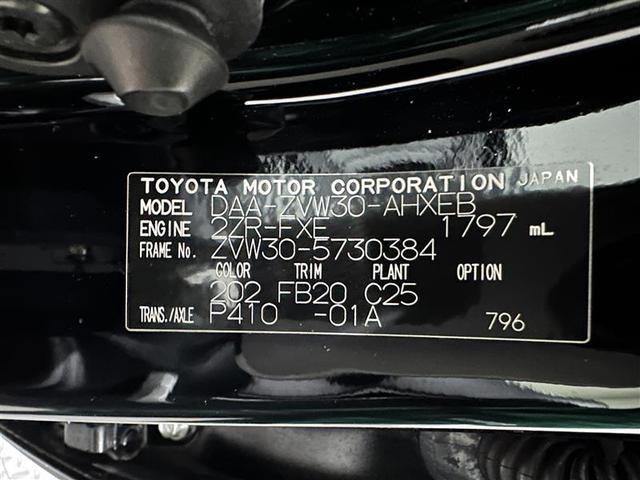 TOYOTA MOTOR CORPORATION JAPAN
MODEL DAA-ZVW30-AHXEB
ENGINE 2ZR-FXE 1797 mL
FRAME No. ZVW30-5730384
COLOR TRIM PLANT OPTION
202 FB20 C25
TRANS./AXLE P410 -01A 796